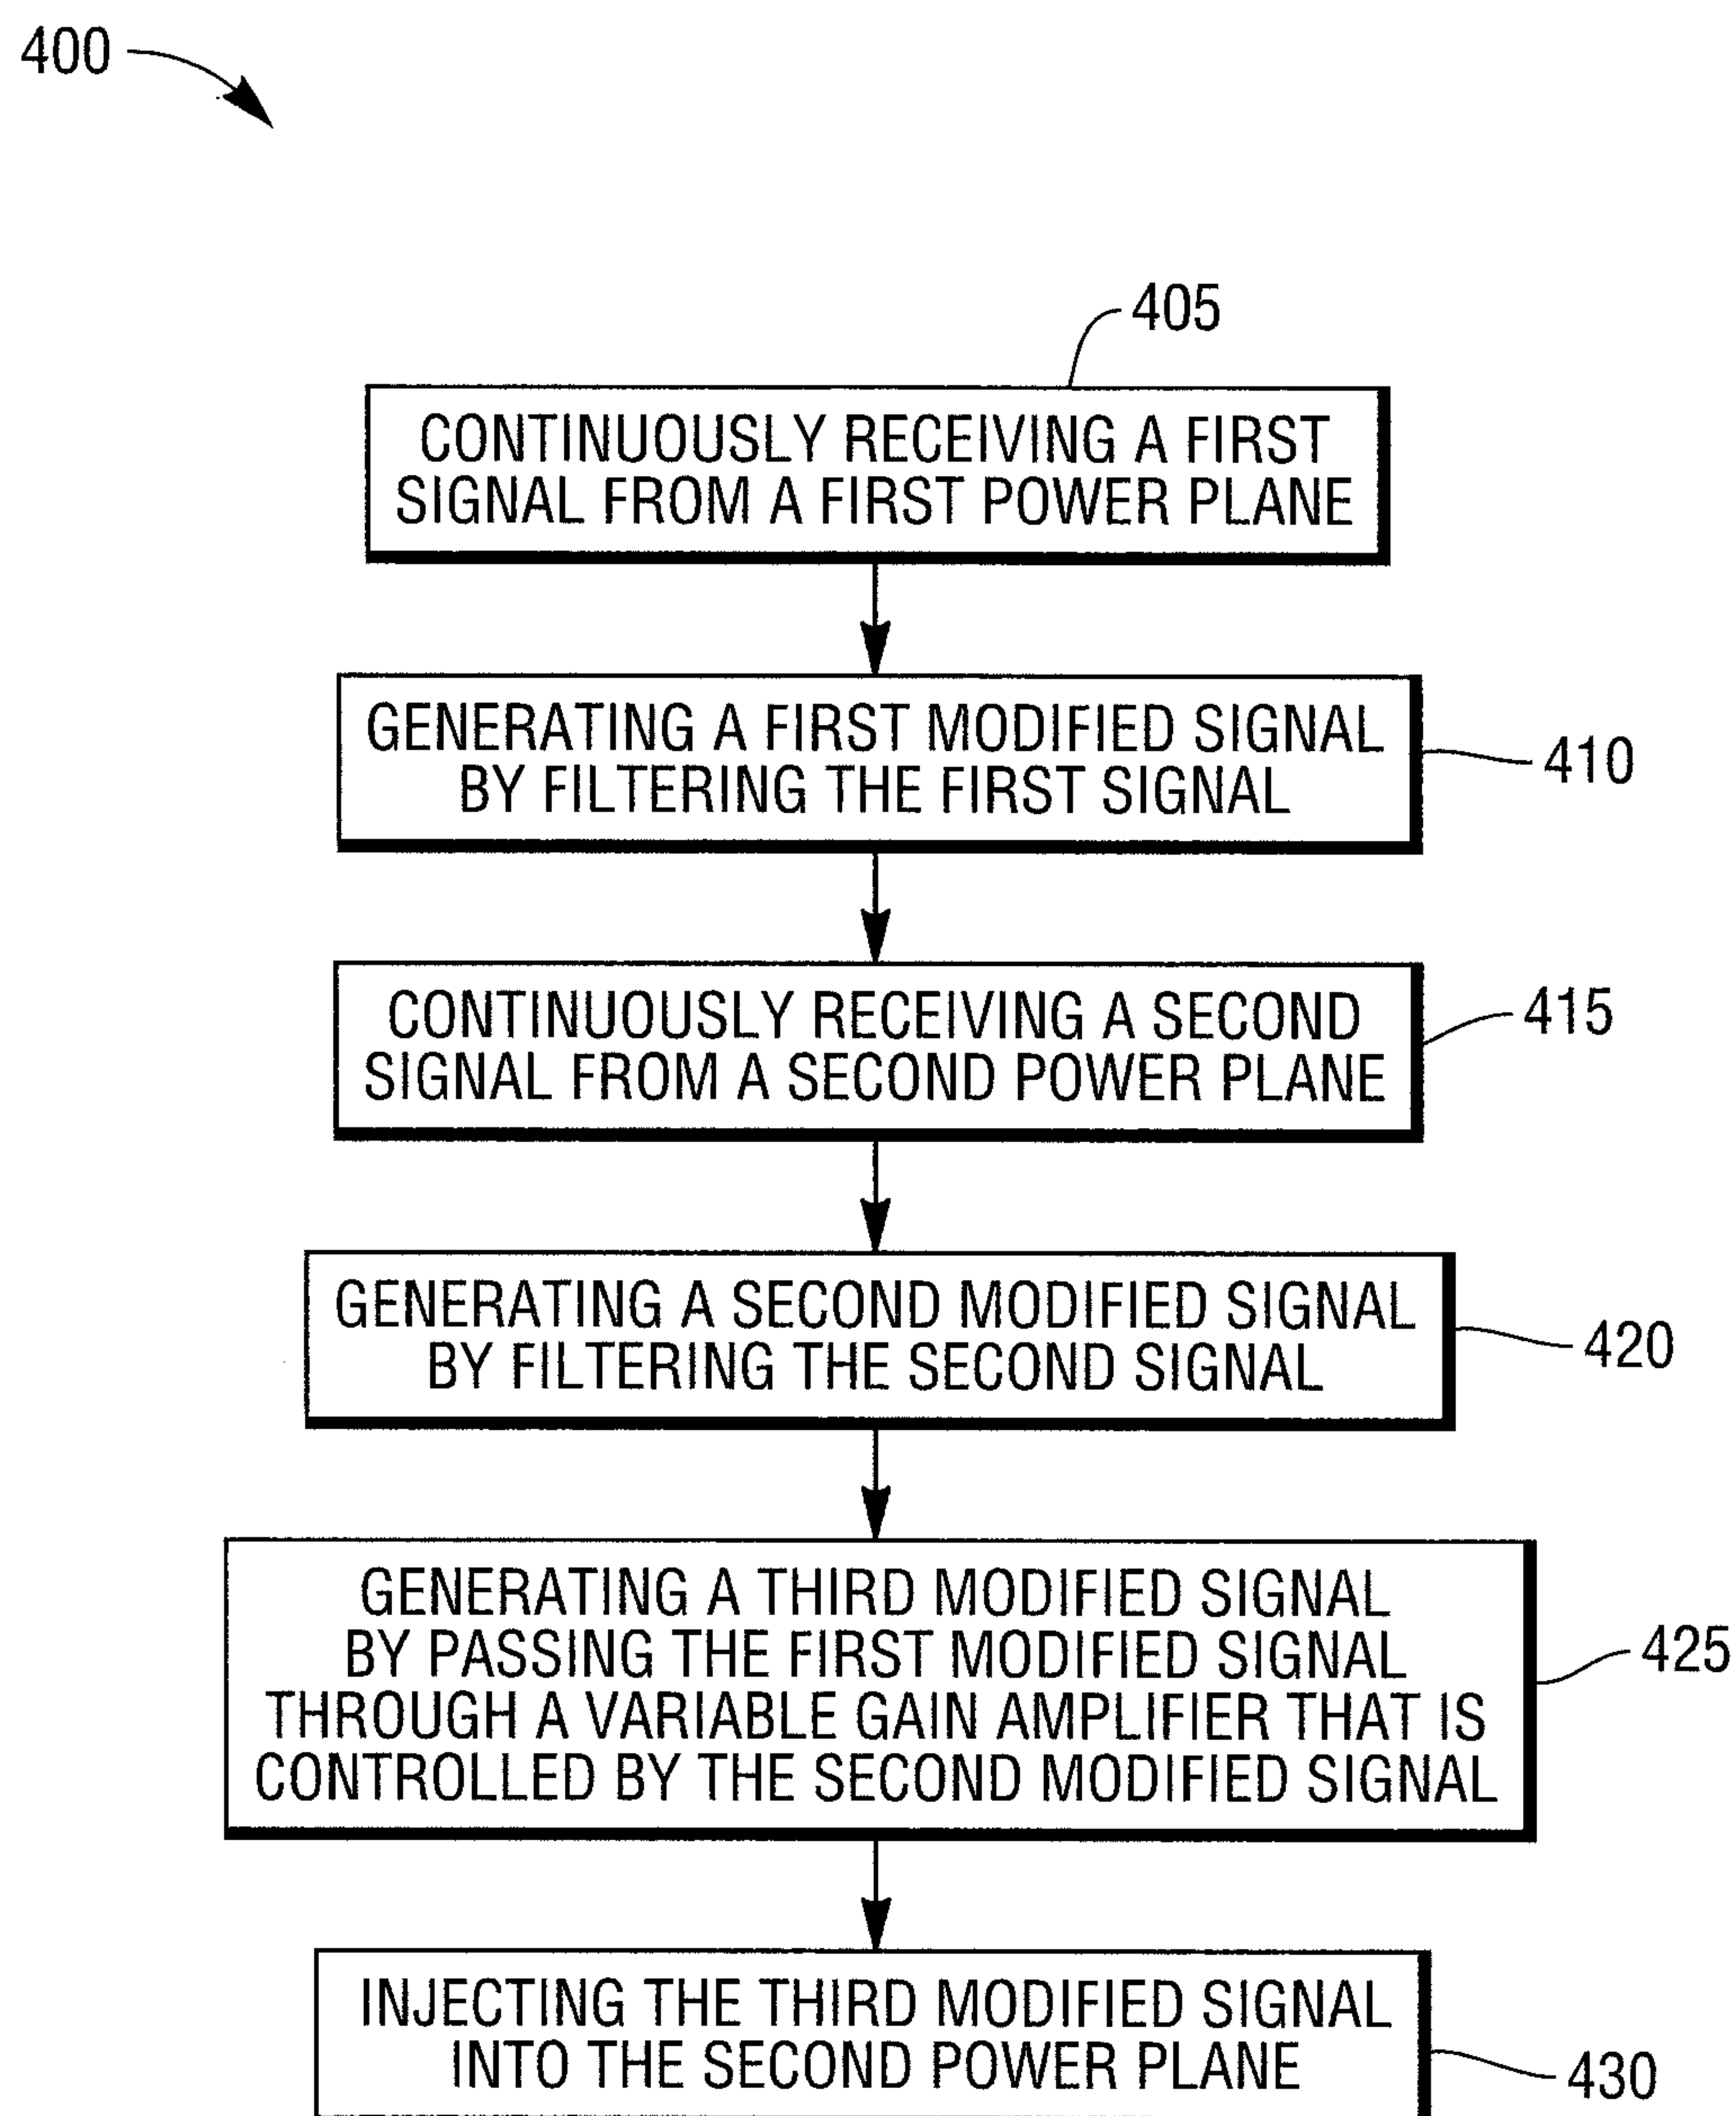 400
405
CONTINUOUSLY RECEIVING A FIRST
SIGNAL FROM A FIRST POWER PLANE
GENERATING A FIRST MODIFIED SIGNAL
BY FILTERING THE FIRST SIGNAL
410
CONTINUOUSLY RECEIVING A SECOND
SIGNAL FROM A SECOND POWER PLANE
415
GENERATING A SECOND MODIFIED SIGNAL
BY FILTERING THE SECOND SIGNAL
420
GENERATING A THIRD MODIFIED SIGNAL
BY PASSING THE FIRST MODIFIED SIGNAL
THROUGH A VARIABLE GAIN AMPLIFIER THAT IS
CONTROLLED BY THE SECOND MODIFIED SIGNAL
425
INJECTING THE THIRD MODIFIED SIGNAL
INTO THE SECOND POWER PLANE
430